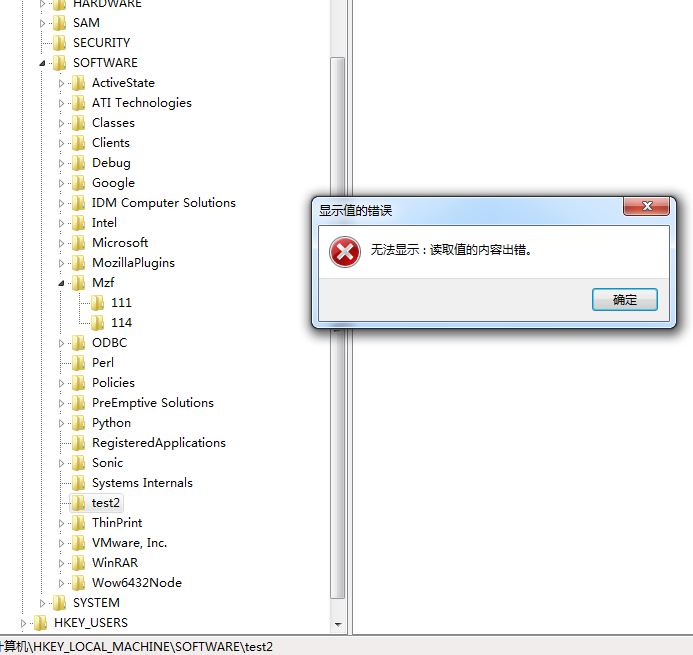 HARDWARE
SAM
SECURITY
SOFTWARE
ActiveState
ATI Technologies
Classes
Clients
Debug
Google
IDM Computer Solutions
Intel
Microsoft
MozillaPlugins
Mzf
111
114
ODBC
Perl
Policies
PreEmptive Solutions
Python
RegisteredApplications
Sonic
Systems Internals
test2
ThinPrint
VMware, Inc.
WinRAR
Wow6432Node
SYSTEM
HKEY_USERS
显示值的错误
无法显示：读取值的内容出错。
确定
计算机\HKEY_LOCAL_MACHINE\SOFTWARE\test2